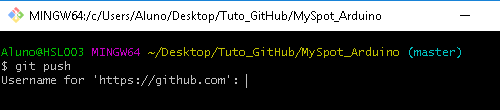 MINGW64:/c/Users/Aluno/Desktop/Tuto_GitHub/MySpot_Arduino
Aluno@HSL003 MINGW64 ~/Desktop/Tuto_GitHub/MySpot_Arduino (master)
$ git push
Username for 'https://github.com':